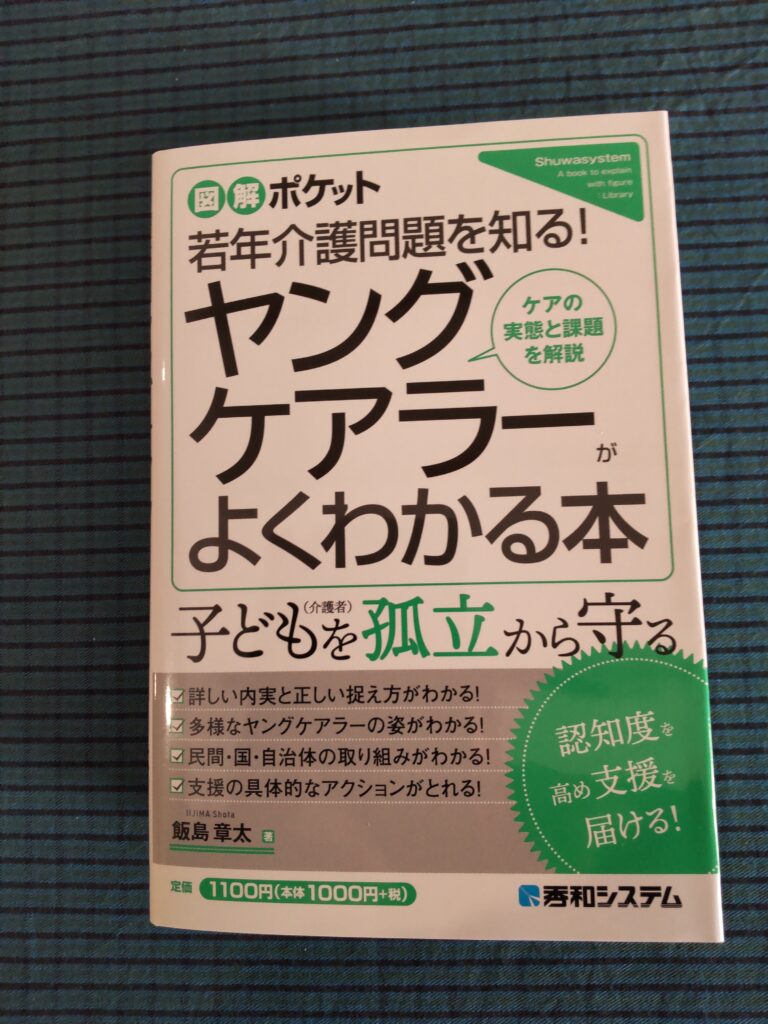 図解ポケット
Shuwasystem
A book to explain
with figure
:Library
若年介護問題を知る!
ヤング
ケアラーが
よくわかる本
ケアの
実態と課題
を解説
子ども(介護者)を孤立から守る
詳しい内実と正しい捉え方がわかる!
多様なヤングケアラーの姿がわかる!
民間・国・自治体の取り組みがわかる!
支援の具体的なアクションがとれる!
認知度を
高め支援を
届ける!
IIJIMA Shota
飯島 章太 著
定価 1100円(本体1000円+税)
秀和システム